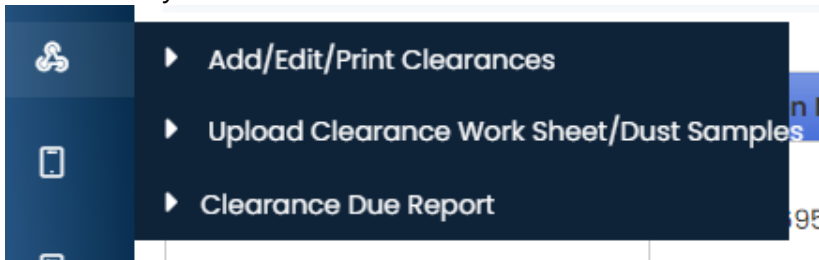 Add/Edit/Print Clearances
Upload Clearance Work Sheet/Dust Samples
Clearance Due Report